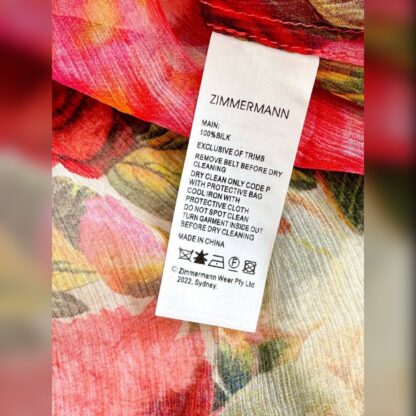 ZIMMERMANN
MAIN:
100%SILK
EXCLUSIVE OF TRIMS
REMOVE BELT BEFORE DRY
CLEANING
DRY CLEAN ONLY CODE P
WITH PROTECTIVE BAG
COOL IRON WITH
PROTECTIVE CLOTH
DO NOT SPOT CLEAN
TURN GARMENT INSIDE OUT
BEFORE DRY CLEANING
MADE IN CHINA
P
© Zimmermann Wear Pty Ltd
2022, Sydney.